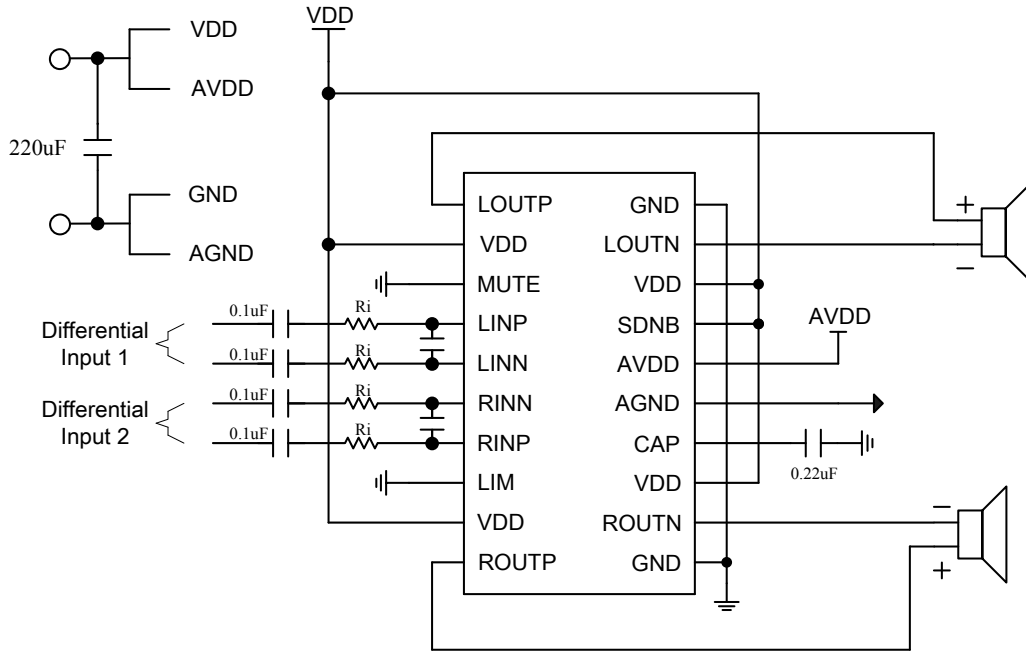 VDD
AVDD
220uF
GND
AGND
VDD
LOUTP
VDD
MUTE
LINP
LINN
RINN
RINP
LIM
VDD
ROUTP
GND
LOUTN
VDD
SDNB
AVDD
AGND
CAP
VDD
ROUTN
GND
Differential
Input 1
Differential
Input 2
0.1uF
Ri
0.1uF
Ri
0.1uF
Ri
0.1uF
Ri
AVDD
0.22uF
+
−
−
+